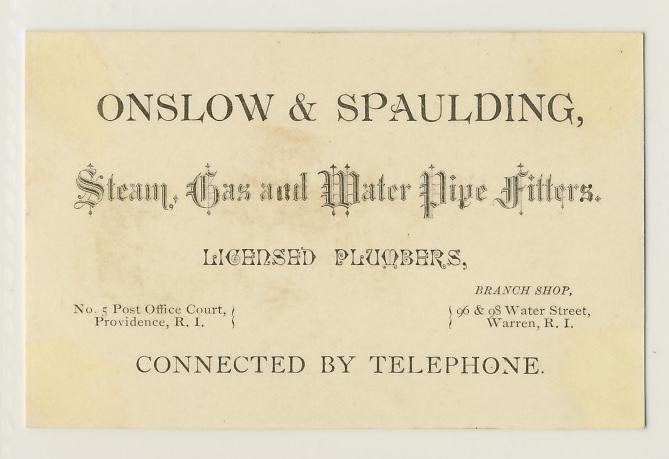 ONSLOW & SPAULDING,
Steam, Gas and Water Pipe Fitters.
LICENSED PLUMBERS,
BRANCH SHOP,
No. 5 Post Office Court, 96 & 98 Water Street,
Providence, R. I. Warren, R. I.
CONNECTED BY TELEPHONE.